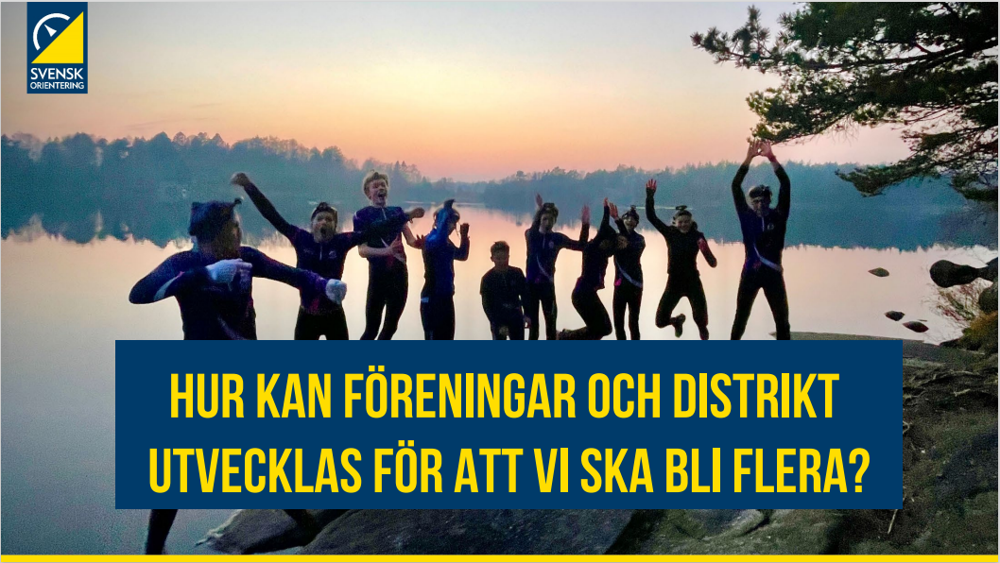 SVENSK
ORIENTERING
HUR KAN FÖRENINGAR OCH DISTRIKT
UTVECKLAS FÖR ATT VI SKA BLI FLERA?